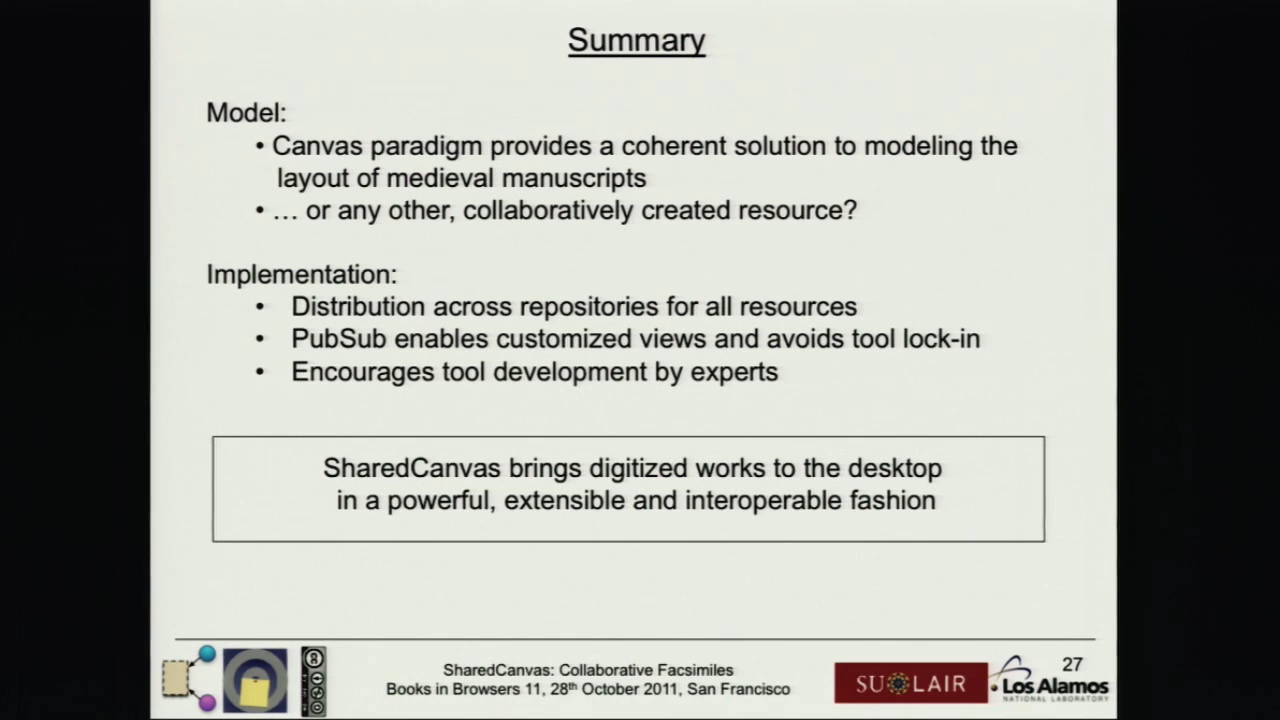 Summary
Model:
• Canvas paradigm provides a coherent solution to modeling the
layout of medieval manuscripts
• … or any other, collaboratively created resource?
Implementation:
• Distribution across repositories for all resources
• PubSub enables customized views and avoids tool lock-in
• Encourages tool development by experts
SharedCanvas brings digitized works to the desktop
in a powerful, extensible and interoperable fashion
SharedCanvas: Collaborative Facsimiles
Books in Browsers 11, 28th October 2011, San Francisco
SULAIR
Los Alamos
NATIONAL LABORATORY
27